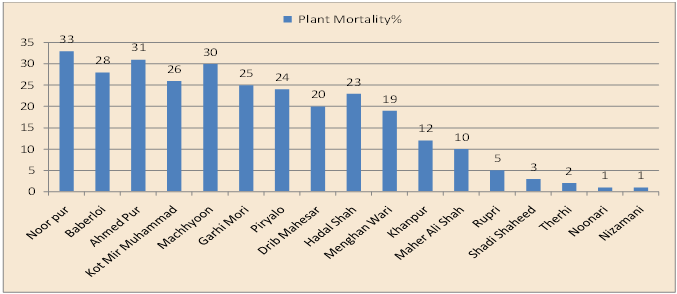 Plant Mortality%
35
30
25
20
15
10
5
0
33
28
31
26
30
25
24
20
23
19
12
10
5
3
2
1
1
Noor pur
Baberloi
Ahmed Pur
Kot Mir Muhammad
Machhyoon
Garhi Mori
Piryalo
Drib Mahesar
Hadal Shah
Menghan Wari
Khanpur
Maher Ali Shah
Rupri
Shadi Shaheed
Therhi
Noonari
Nizamani